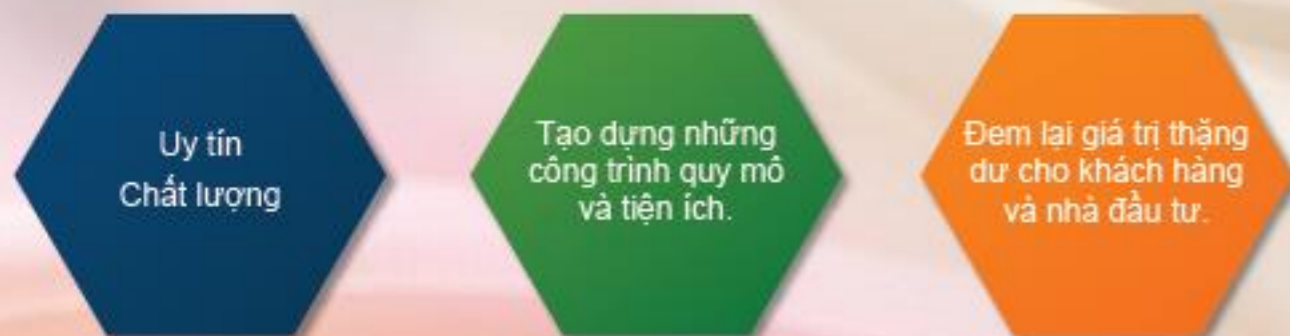 Uy tín
Chất lượng
Tạo dựng những
công trình quy mô
và tiện ích.
Đem lại giá trị thặng
dư cho khách hàng
và nhà đầu tư.